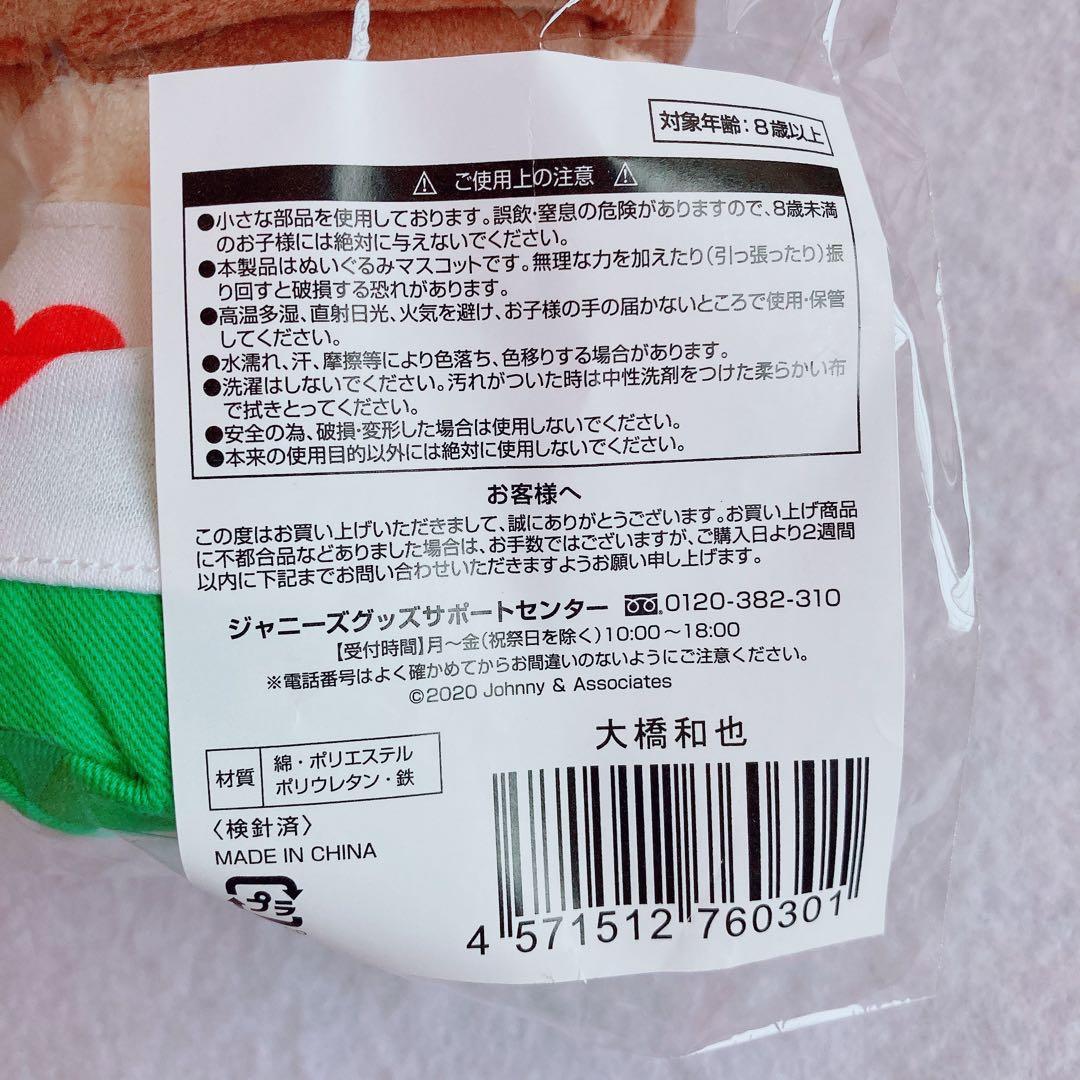 対象年齢：8歳以上
⚠ ご使用上の注意 ⚠
●小さな部品を使用しております。誤飲・窒息の危険がありますので、8歳未満
のお子様には絶対に与えないでください。
●本製品はぬいぐるみマスコットです。無理な力を加えたり(引っ張ったり)振
り回すと破損する恐れがあります。
●高温多湿、直射日光、火気を避け、お子様の手の届かないところで使用・保管
してください。
●水濡れ、汗、摩擦等により色落ち、色移りする場合があります。
●洗濯はしないでください。汚れがついた時は中性洗剤をつけた柔らかい布
で拭きとってください。
●安全の為、破損・変形した場合は使用しないでください。
●本来の使用目的以外には絶対に使用しないでください。
お客様へ
この度はお買い上げいただきまして、誠にありがとうございます。お買い上げ商品
に不都合品などありました場合は、お手数ではございますが、ご購入日より2週間
以内に下記までお問い合わせいただきますようお願い申し上げます。
ジャニーズグッズサポートセンター 0120-382-310
【受付時間】月〜金(祝祭日を除く)10:00〜18:00
※電話番号はよく確かめてからお間違いのないようにご注意ください。
©2020 Johnny & Associates
大橋和也
材質 綿・ポリエステル
ポリウレタン・鉄
〈検針済〉
MADE IN CHINA
プラ
4 571512 760301